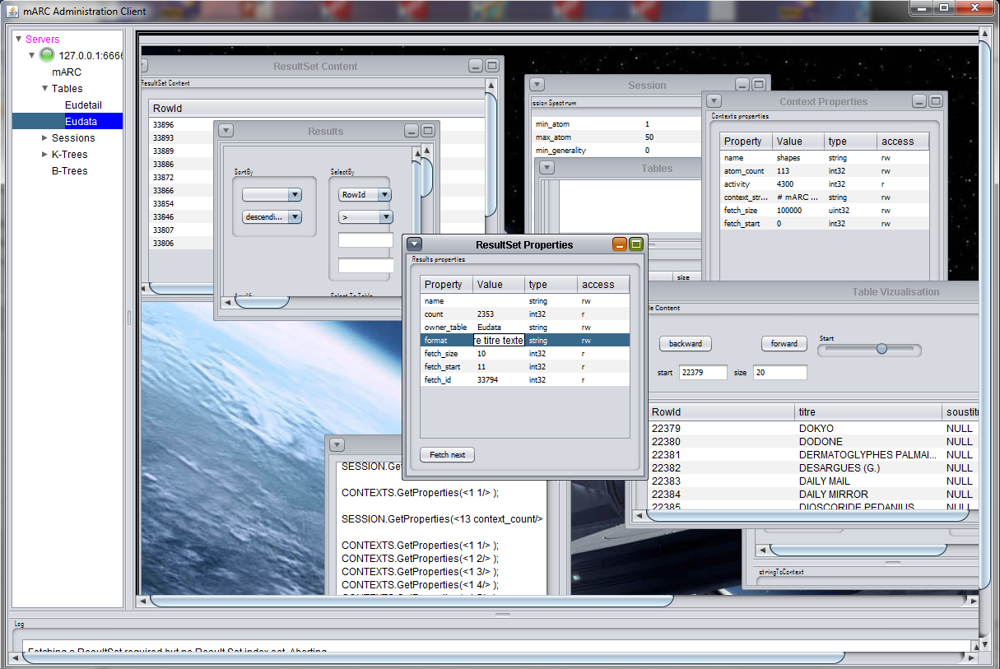 mARC Administration Client
Servers
127.0.0.1:6666
mARC
Tables
Eudetail
Eudata
Sessions
K-Trees
B-Trees
ResultSet Content
ResultSet Content
RowId
33896
33893
33889
33886
33872
33866
33854
33846
33807
33806
Results
SortBy
SelectBy
RowId
descendi...
>
Select To Table
Session
ssion Spectrum
min_atom 1
max_atom 50
min_generality 0
Tables
size
Context Properties
Contexts properties
Property Value type access
name shapes string rw
atom_count 113 int32 rw
activity 4300 int32 r
context_str... # mARC ... string rw
fetch_size 100000 uint32 rw
fetch_start 0 int32 rw
ResultSet Properties
Results properties
Property Value type access
name string rw
count 2353 int32 r
owner_table Eudata string rw
format re titre texte string rw
fetch_size 10 int32 r
fetch_start 11 int32 r
fetch_id 33794 int32 r
Fetch next
Table Vizualisation
le Content
backward forward Start
start 22379 size 20
RowId titre soustitr
22379 DOKYO NULL
22380 DODONE NULL
22381 DERMATOGLYPHES PALMAI... NULL
22382 DESARGUES (G.) NULL
22383 DAILY MAIL NULL
22384 DAILY MIRROR NULL
22385 DIOSCORIDE PEDANIUS NULL
SESSION.Get
CONTEXTS.GetProperties(<1 1/> );
SESSION.GetProperties(<13 context_count/>
CONTEXTS.GetProperties(<1 1/> );
CONTEXTS.GetProperties(<1 2/> );
CONTEXTS.GetProperties(<1 3/> );
CONTEXTS.GetProperties(<1 4/> );
stringToContext
Log
Fetching a ResultSet required but no Result Set index set. Aborting